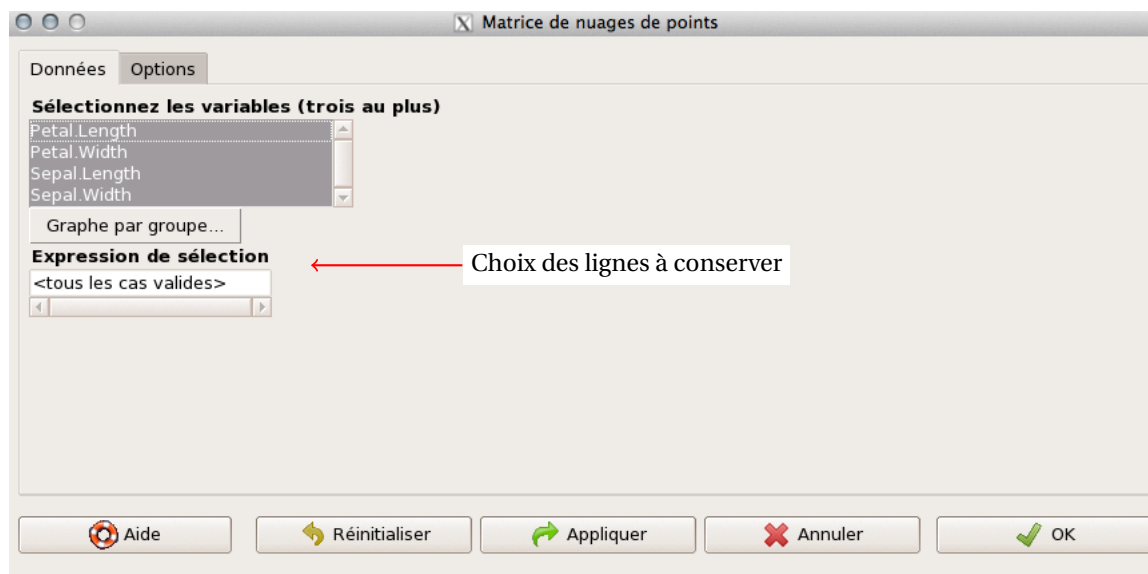 Matrice de nuages de points
Données Options
Sélectionnez les variables (trois au plus)
Petal.Length
Petal.Width
Sepal.Length
Sepal.Width
Graphe par groupe...
Expression de sélection
Choix des lignes à conserver
<tous les cas valides>
Aide Réinitialiser Appliquer Annuler OK